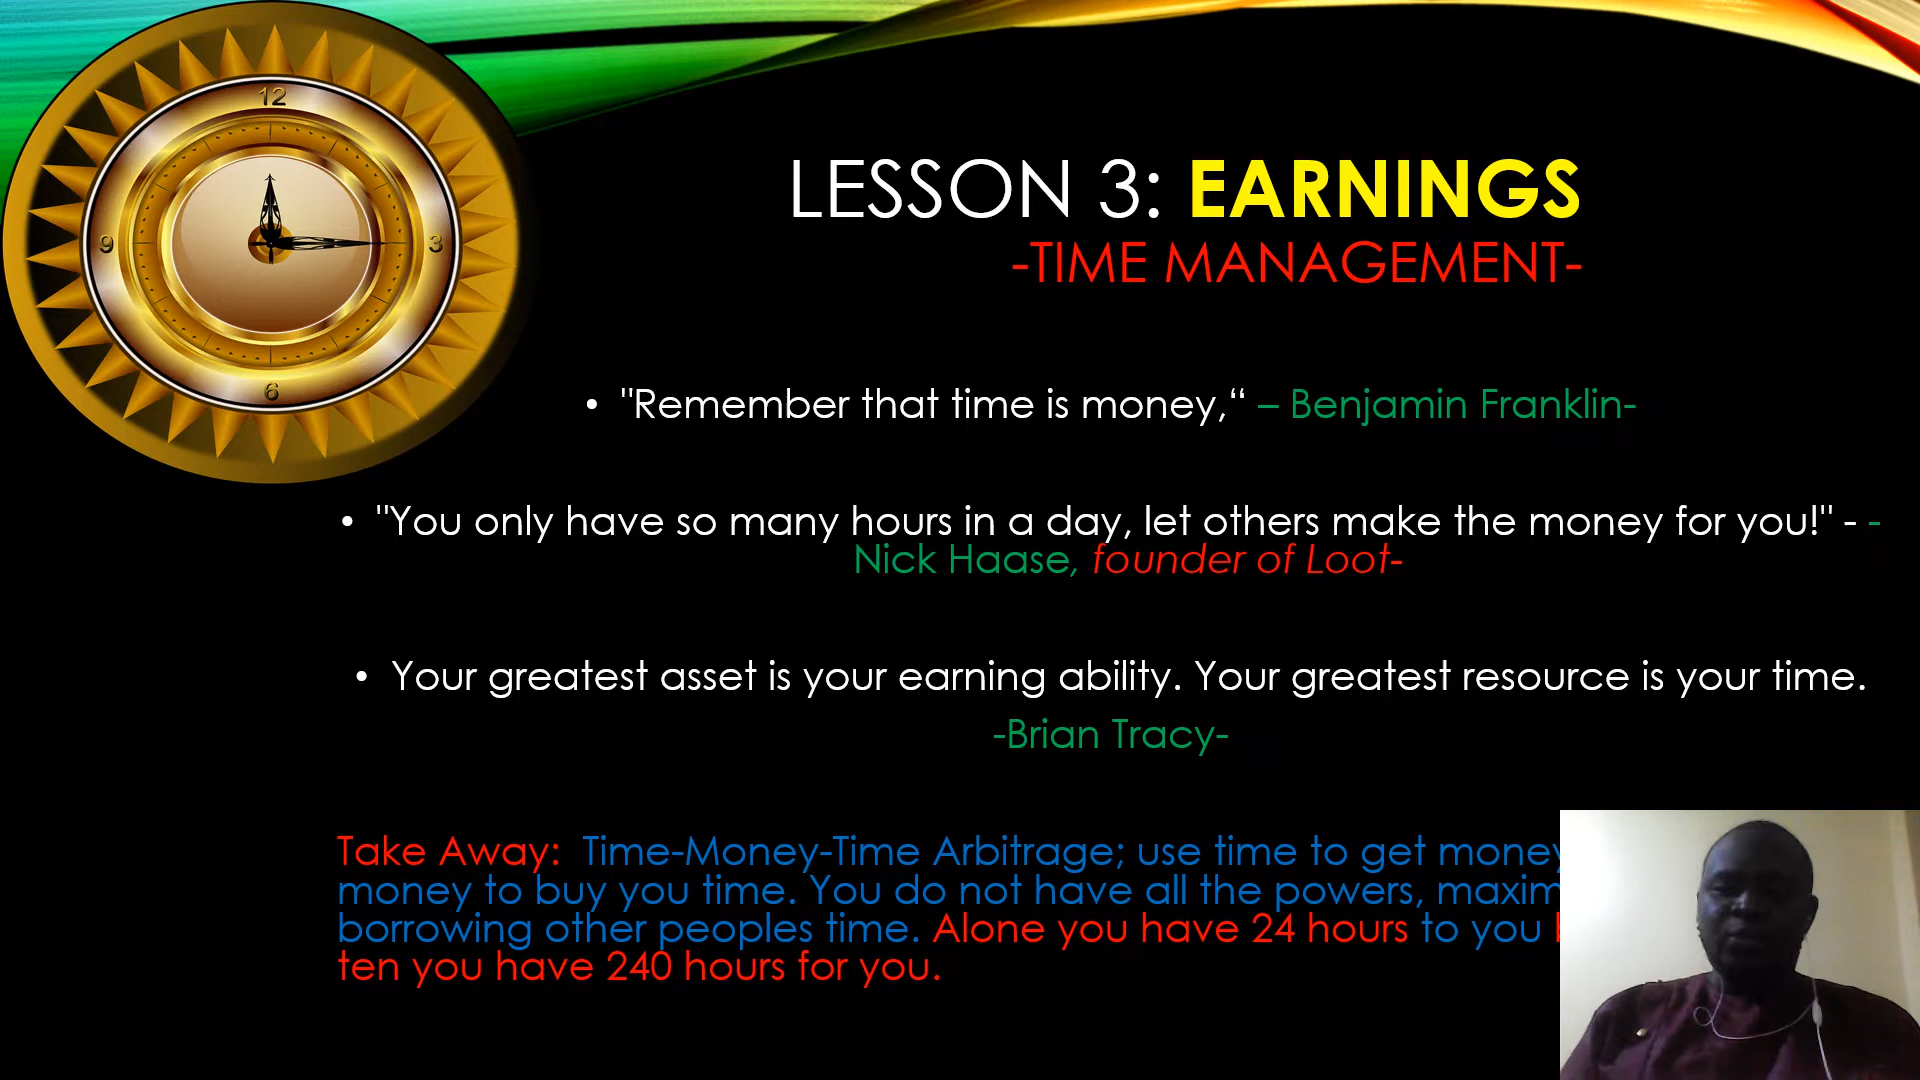 12
9
3
6
LESSON 3: EARNINGS
-TIME MANAGEMENT-
• "Remember that time is money,“ – Benjamin Franklin-
• "You only have so many hours in a day, let others make the money for you!" - -
Nick Haase, founder of Loot-
• Your greatest asset is your earning ability. Your greatest resource is your time.
-Brian Tracy-
Take Away: Time-Money-Time Arbitrage; use time to get money
money to buy you time. You do not have all the powers,
borrowing other peoples time. Alone you have 24 hours to you
ten you have 240 hours for you.